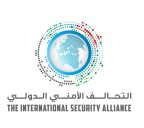 التحالف الأمني الدولي
THE INTERNATIONAL SECURITY ALLIANCE